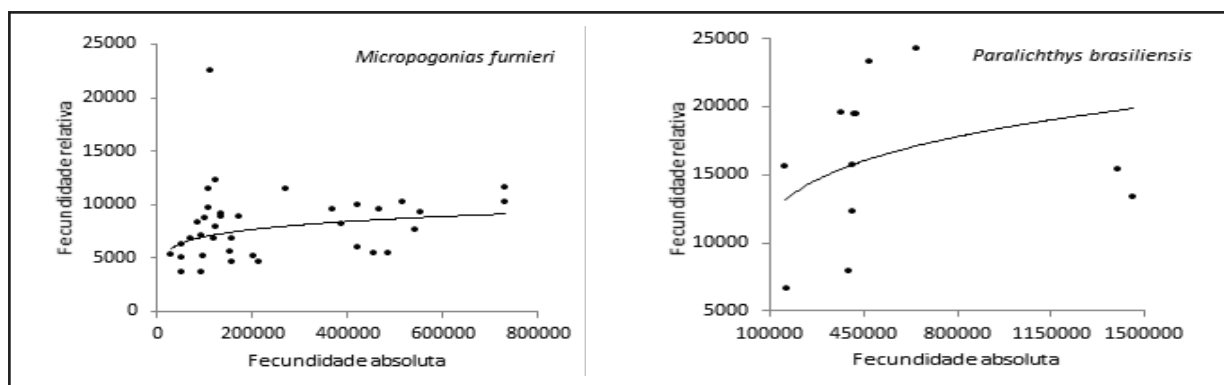 Micropogonias furnieri
Fecundidade relativa
25000
20000
15000
10000
5000
0
0 200000 400000 600000 800000
Fecundidade absoluta
Paralichthys brasiliensis
Fecundidade relativa
25000
20000
15000
10000
5000
100000 450000 800000 1150000 1500000
Fecundidade absoluta